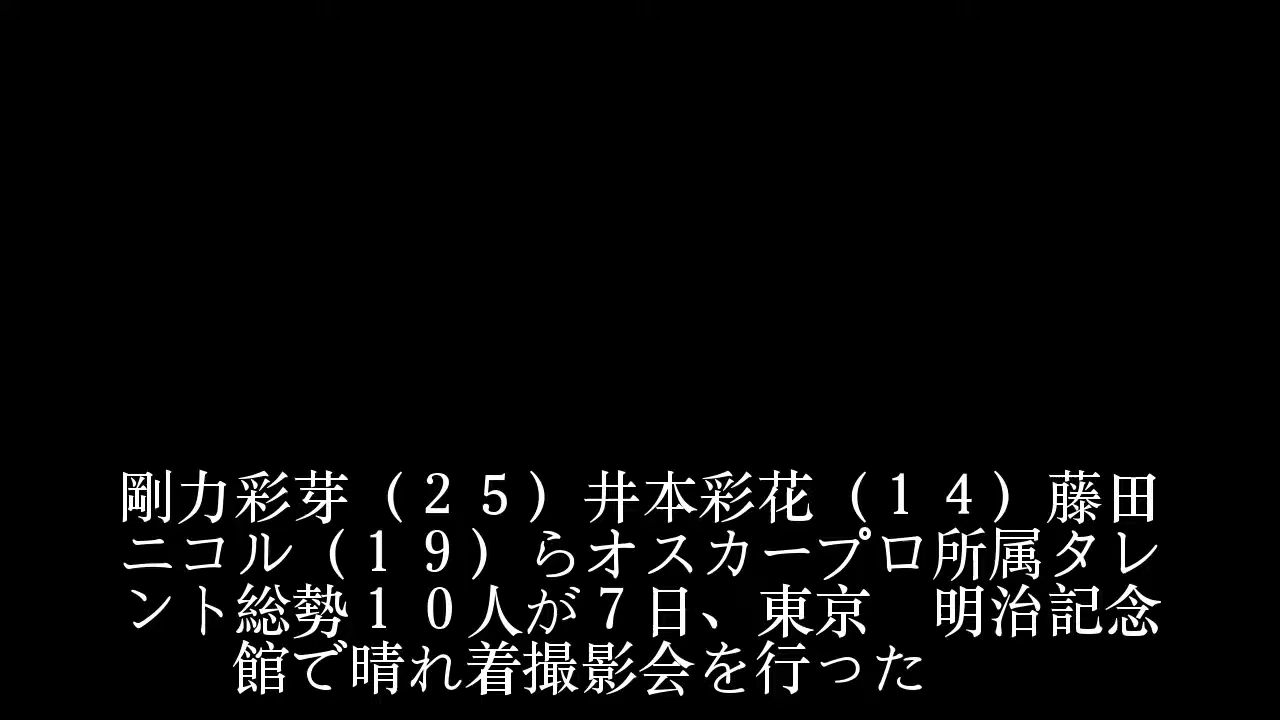 剛力彩芽（２５）井本彩花（１４）藤田
ニコル（１９）らオスカープロ所属タレ
ント総勢１０人が７日、東京　明治記念
館で晴れ着撮影会を行った